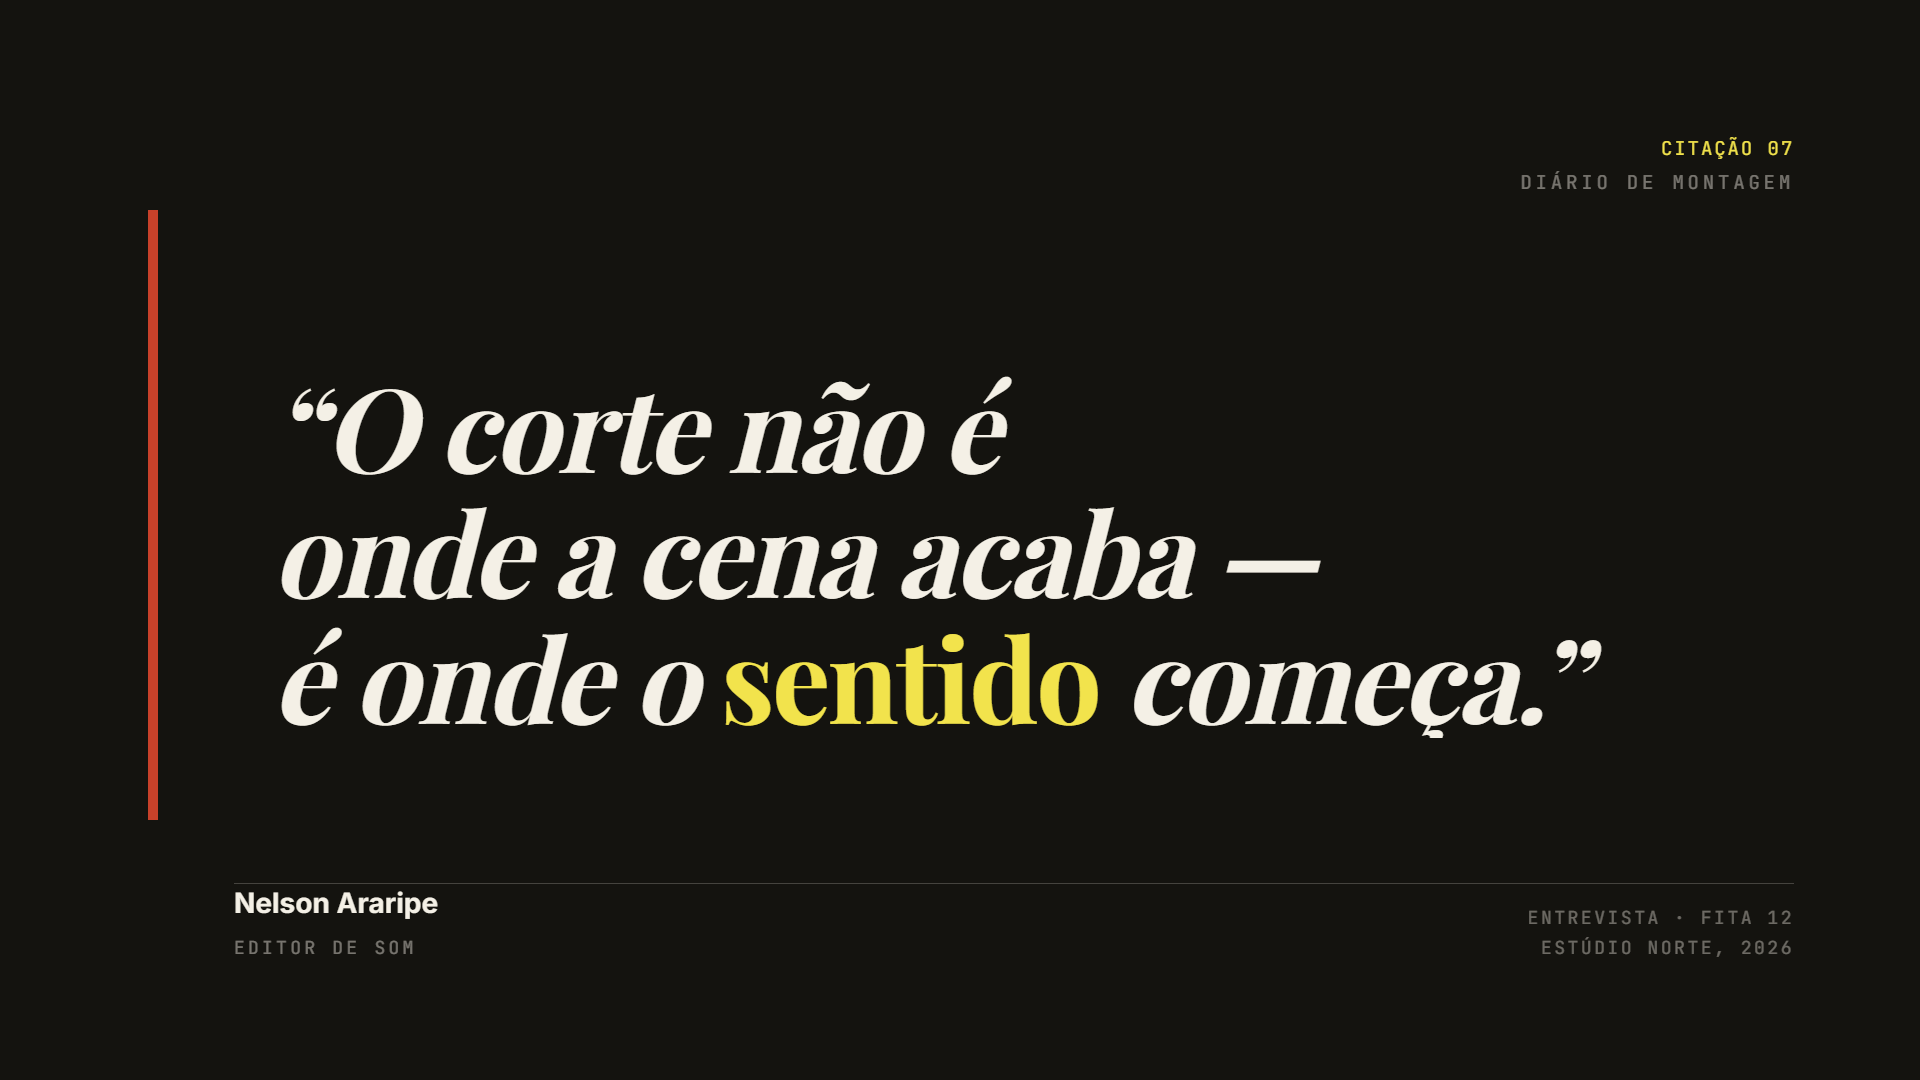 CITAÇÃO 07
DIÁRIO DE MONTAGEM
“O corte não é
onde a cena acaba —
é onde o sentido começa.”
Nelson Araripe
EDITOR DE SOM
ENTREVISTA · FITA 12
ESTÚDIO NORTE, 2026